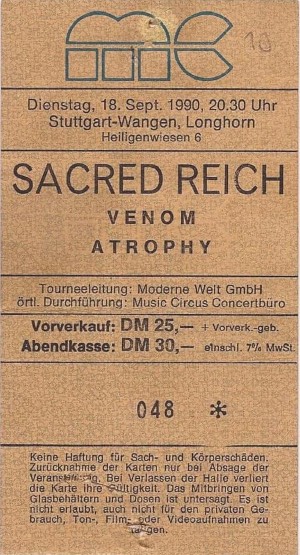 mc
10
Dienstag, 18. Sept. 1990, 20.30 Uhr
Stuttgart-Wangen, Longhorn
Heiligenwiesen 6
SACRED REICH
VENOM
ATROPHY
Tourneeleitung: Moderne Welt GmbH
örtl. Durchführung: Music Circus Concertbüro
Vorverkauf: DM 25,— + Vorverk.-geb.
Abendkasse: DM 30,— einschl. 7% MwSt.
048 *
Keine Haftung für Sach- und Körperschäden.
Zurücknahme der Karten nur bei Absage der
Veranstaltung. Bei Verlassen der Halle verliert
die Karte ihre Gültigkeit. Das Mitbringen von
Glasbehältern und Dosen ist untersagt. Es ist
nicht erlaubt, auch nicht für den privaten Ge-
brauch, Ton-, Film- oder Videoaufnahmen zu